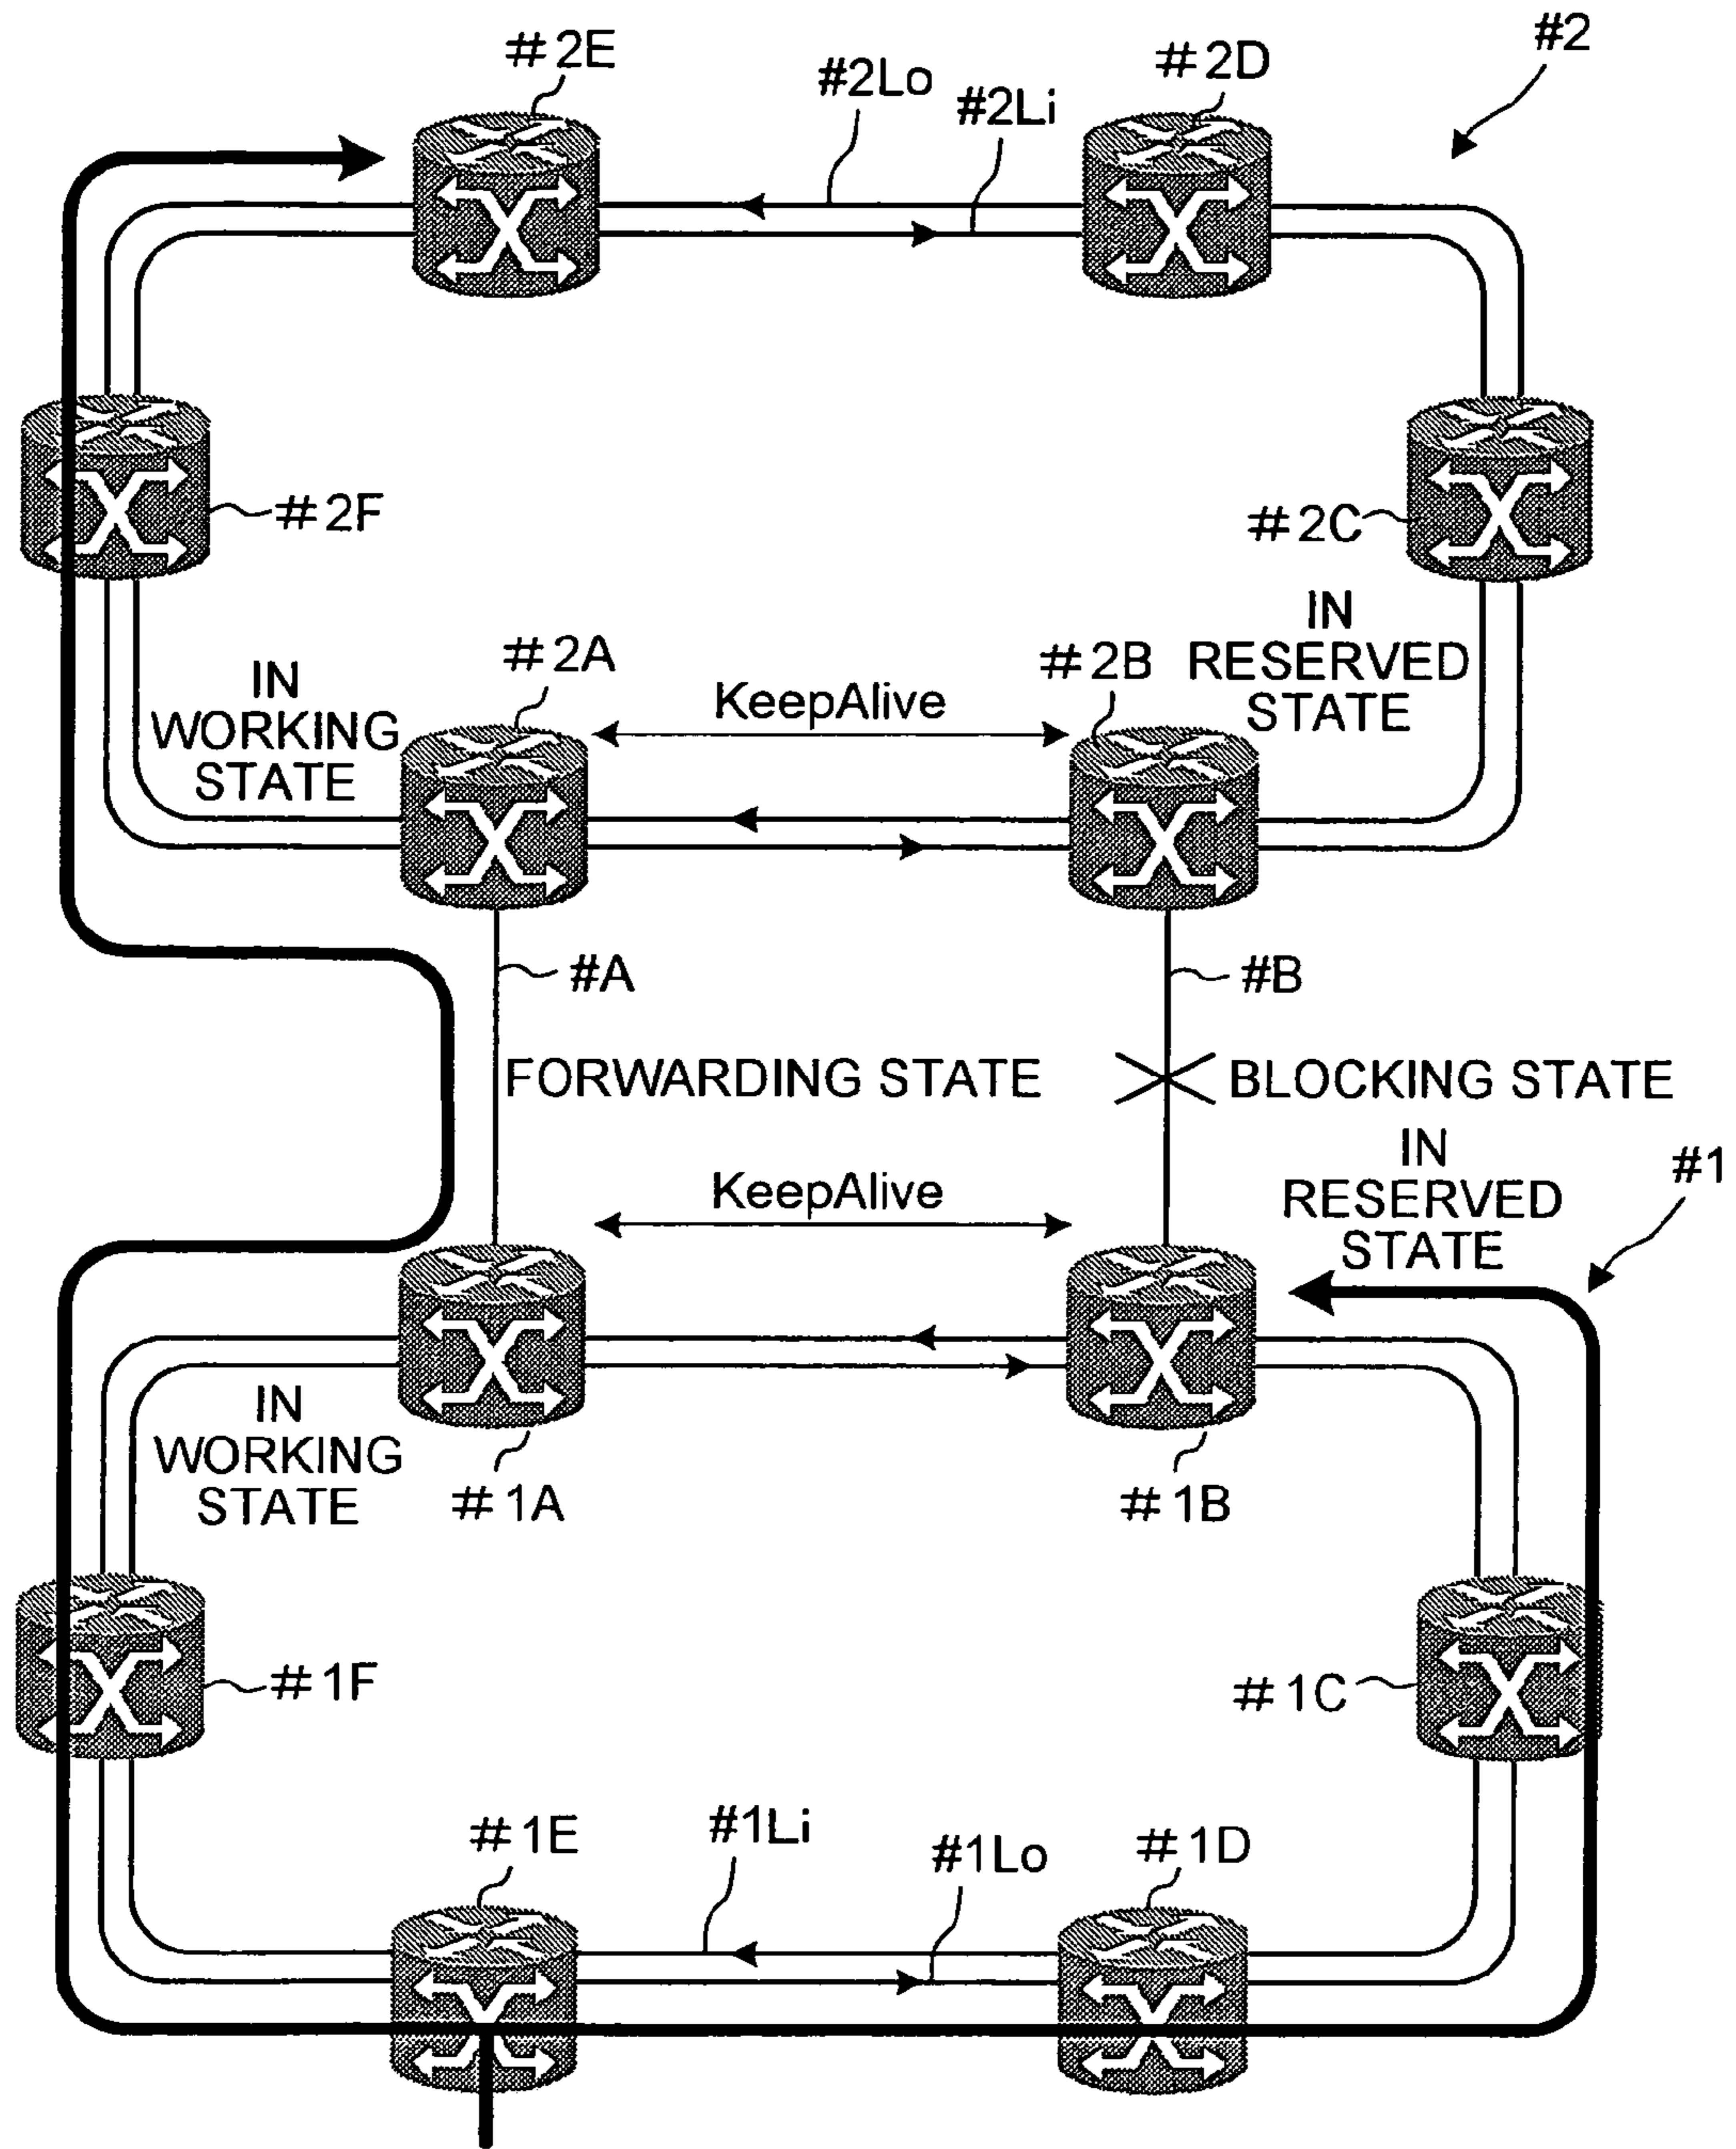 #2
# 2E
#2Lo
#2Li
# 2D
# 2F
# 2C
IN
WORKING
STATE
# 2A
KeepAlive
# 2B
IN
RESERVED
STATE
#A
#B
FORWARDING STATE
BLOCKING STATE
KeepAlive
IN
RESERVED
STATE
#1
IN
WORKING
STATE
# 1A
# 1B
# 1F
# 1C
# 1E
#1Li
#1Lo
# 1D